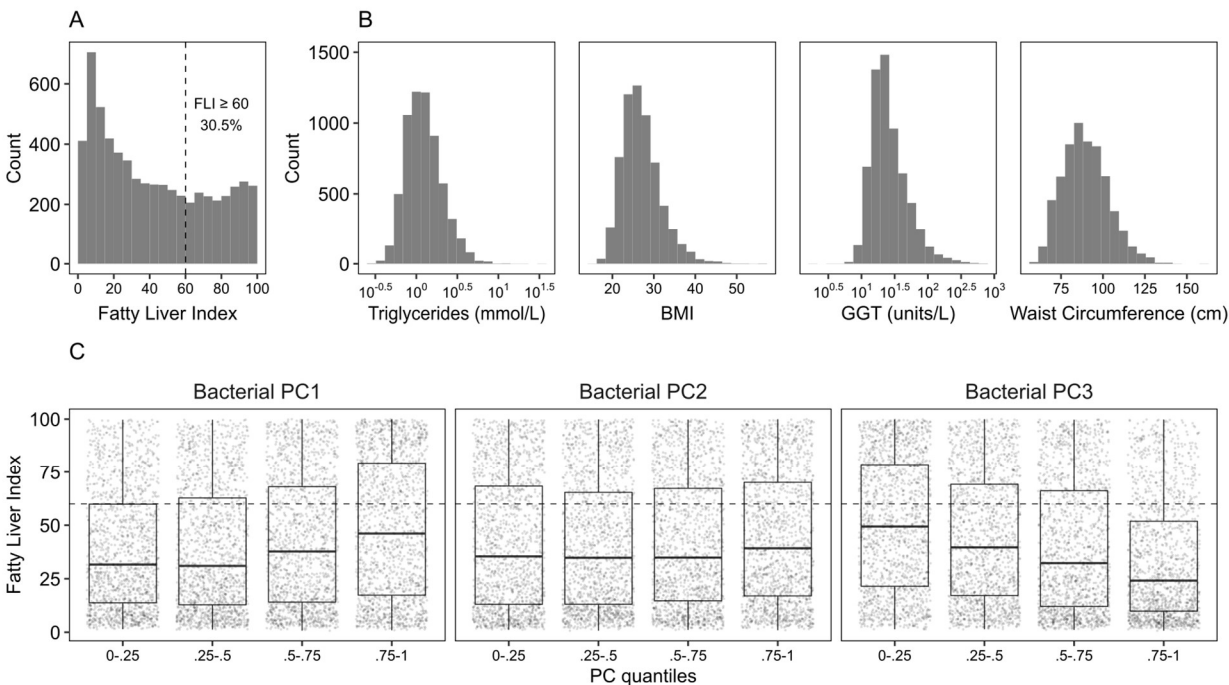 A
B
600
400
200
0
Count
FLI ≥ 60
30.5%
0 20 40 60 80 100
Fatty Liver Index
1500
1000
500
0
Count
10^-0.5 10^0 10^0.5 10^1 10^1.5
Triglycerides (mmol/L)
20 30 40 50
BMI
10^0.5 10^1 10^1.5 10^2 10^2.5 10^3
GGT (units/L)
75 100 125 150
Waist Circumference (cm)
C
Bacterial PC1
Bacterial PC2
Bacterial PC3
100
75
50
25
0
Fatty Liver Index
0-.25 .25-.5 .5-.75 .75-1
0-.25 .25-.5 .5-.75 .75-1
0-.25 .25-.5 .5-.75 .75-1
PC quantiles